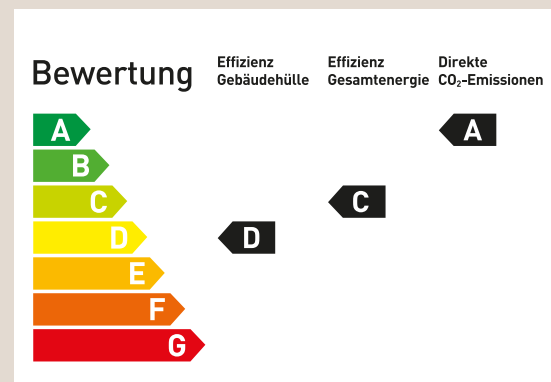 Bewertung
Effizienz
Gebäudehülle
Effizienz
Gesamtenergie
Direkte
CO₂-Emissionen
A
A
B
C
C
D
D
E
F
G